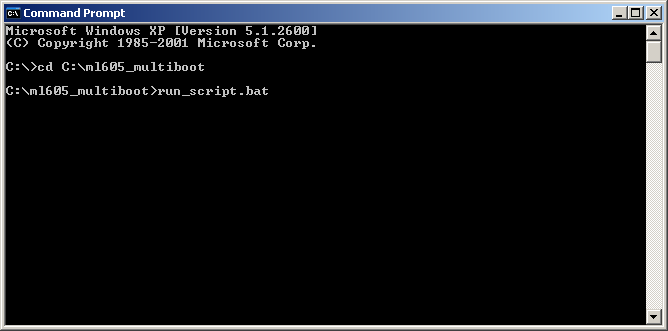 Command Prompt
Microsoft Windows XP [Version 5.1.2600]
(C) Copyright 1985-2001 Microsoft Corp.
C:\>cd C:\ml605_multiboot
C:\ml605_multiboot>run_script.bat